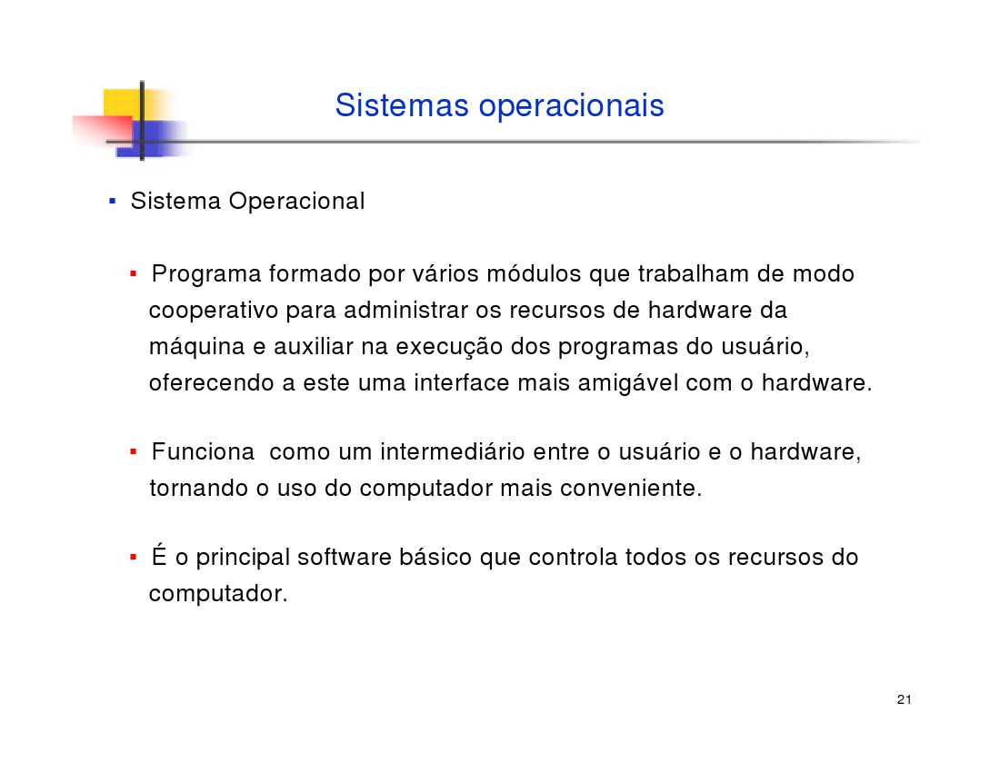 Sistemas operacionais
▪ Sistema Operacional
▪ Programa formado por vários módulos que trabalham de modo
cooperativo para administrar os recursos de hardware da
máquina e auxiliar na execução dos programas do usuário,
oferecendo a este uma interface mais amigável com o hardware.
▪ Funciona  como um intermediário entre o usuário e o hardware,
tornando o uso do computador mais conveniente.
▪ É o principal software básico que controla todos os recursos do
computador.
21